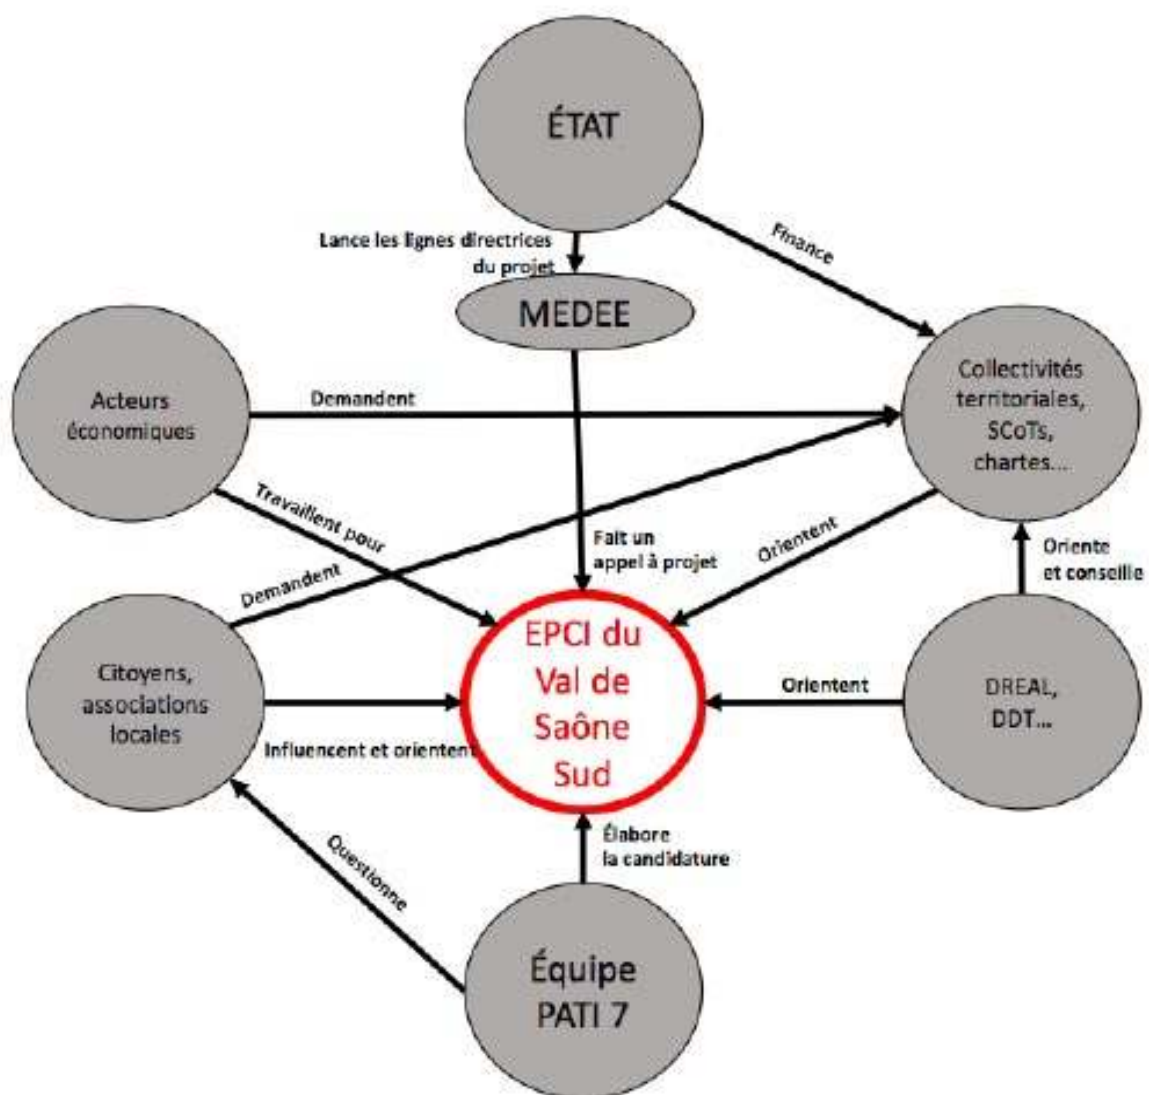 ÉTAT
Lance les lignes directrices
du projet
Finance
MEDEE
Acteurs
économiques
Demandent
Collectivités
territoriales,
SCoTs,
chartes...
Travaillent pour
Fait un
appel à projet
Orientent
Oriente
et conseille
Demandent
Citoyens,
associations
locales
EPCI du
Val de
Saône
Sud
Orientent
DREAL,
DDT...
Influencent et orientent
Élabore
la candidature
Questionne
Équipe
PATI 7